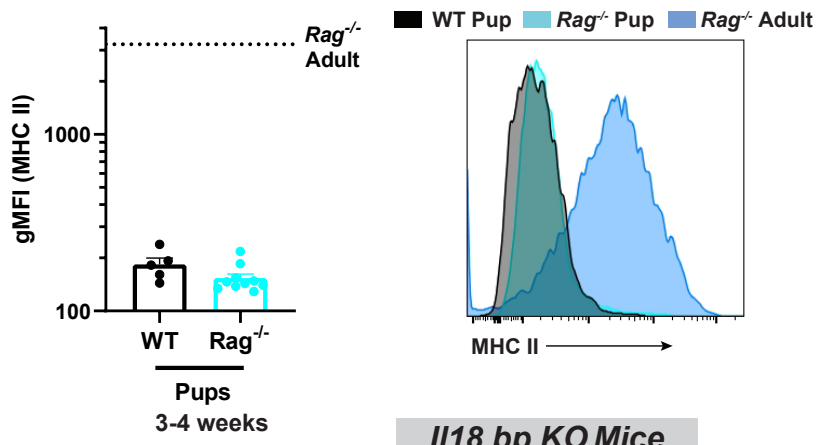 WT Pup Rag-/- Pup Rag-/- Adult
Rag-/-
Adult
1000
100
gMFI (MHC II)
WT Rag-/-
Pups
3-4 weeks
MHC II
Il18 bp KO Mice